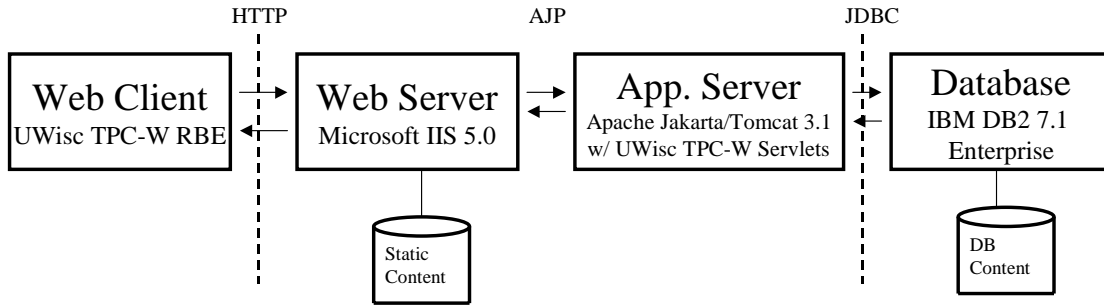 HTTP
AJP
JDBC
Web Client
UWisc TPC-W RBE
Web Server
Microsoft IIS 5.0
App. Server
Apache Jakarta/Tomcat 3.1
w/ UWisc TPC-W Servlets
Database
IBM DB2 7.1
Enterprise
Static
Content
DB
Content